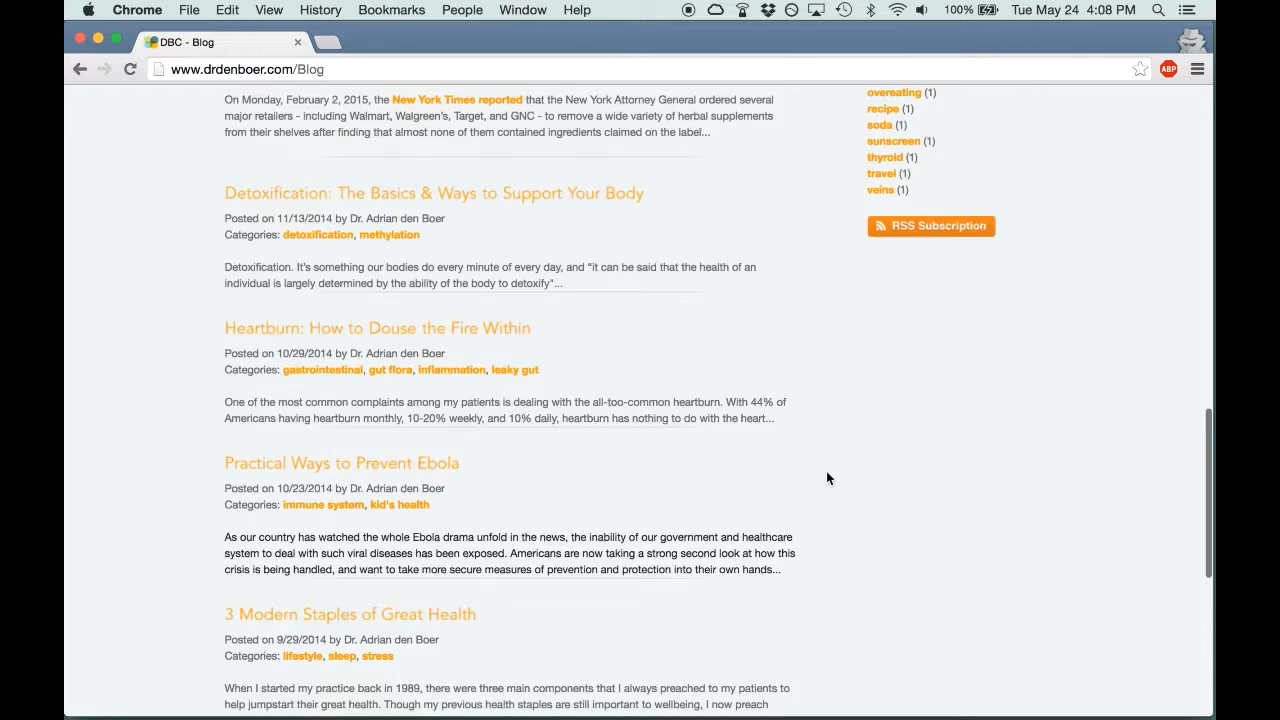 Chrome File Edit View History Bookmarks People Window Help 100% Tue May 24 4:08 PM
DBC - Blog
www.drdenboer.com/Blog ABP
On Monday, February 2, 2015, the New York Times reported that the New York Attorney General ordered several
major retailers - including Walmart, Walgreen's, Target, and GNC - to remove a wide variety of herbal supplements
from their shelves after finding that almost none of them contained ingredients claimed on the label...
Detoxification: The Basics & Ways to Support Your Body
Posted on 11/13/2014 by Dr. Adrian den Boer
Categories: detoxification, methylation
Detoxification. It's something our bodies do every minute of every day, and "it can be said that the health of an
individual is largely determined by the ability of the body to detoxify"...
Heartburn: How to Douse the Fire Within
Posted on 10/29/2014 by Dr. Adrian den Boer
Categories: gastrointestinal, gut flora, inflammation, leaky gut
One of the most common complaints among my patients is dealing with the all-too-common heartburn. With 44% of
Americans having heartburn monthly, 10-20% weekly, and 10% daily, heartburn has nothing to do with the heart...
Practical Ways to Prevent Ebola
Posted on 10/23/2014 by Dr. Adrian den Boer
Categories: immune system, kid's health
As our country has watched the whole Ebola drama unfold in the news, the inability of our government and healthcare
system to deal with such viral diseases has been exposed. Americans are now taking a strong second look at how this
crisis is being handled, and want to take more secure measures of prevention and protection into their own hands...
3 Modern Staples of Great Health
Posted on 9/29/2014 by Dr. Adrian den Boer
Categories: lifestyle, sleep, stress
When I started my practice back in 1989, there were three main components that I always preached to my patients to
help jumpstart their great health. Though my previous health staples are still important to wellbeing, I now preach
overeating (1)
recipe (1)
soda (1)
sunscreen (1)
thyroid (1)
travel (1)
veins (1)
RSS Subscription